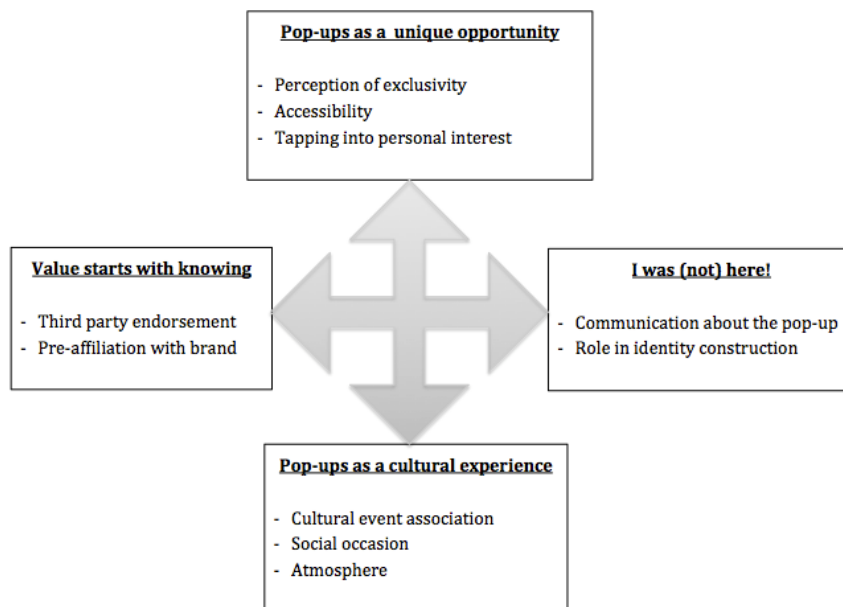 Pop-ups as a unique opportunity
- Perception of exclusivity
- Accessibility
- Tapping into personal interest
Value starts with knowing
- Third party endorsement
- Pre-affiliation with brand
I was (not) here!
- Communication about the pop-up
- Role in identity construction
Pop-ups as a cultural experience
- Cultural event association
- Social occasion
- Atmosphere